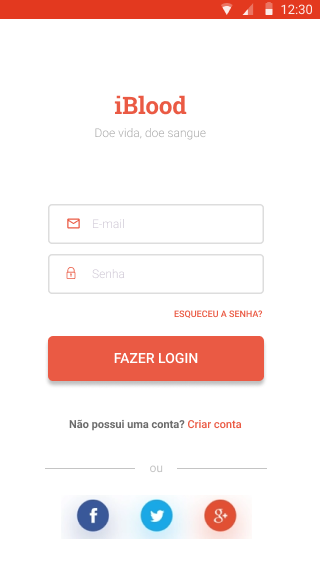 12:30
iBlood
Doe vida, doe sangue
E-mail
Senha
ESQUECEU A SENHA?
FAZER LOGIN
Não possui uma conta? Criar conta
ou